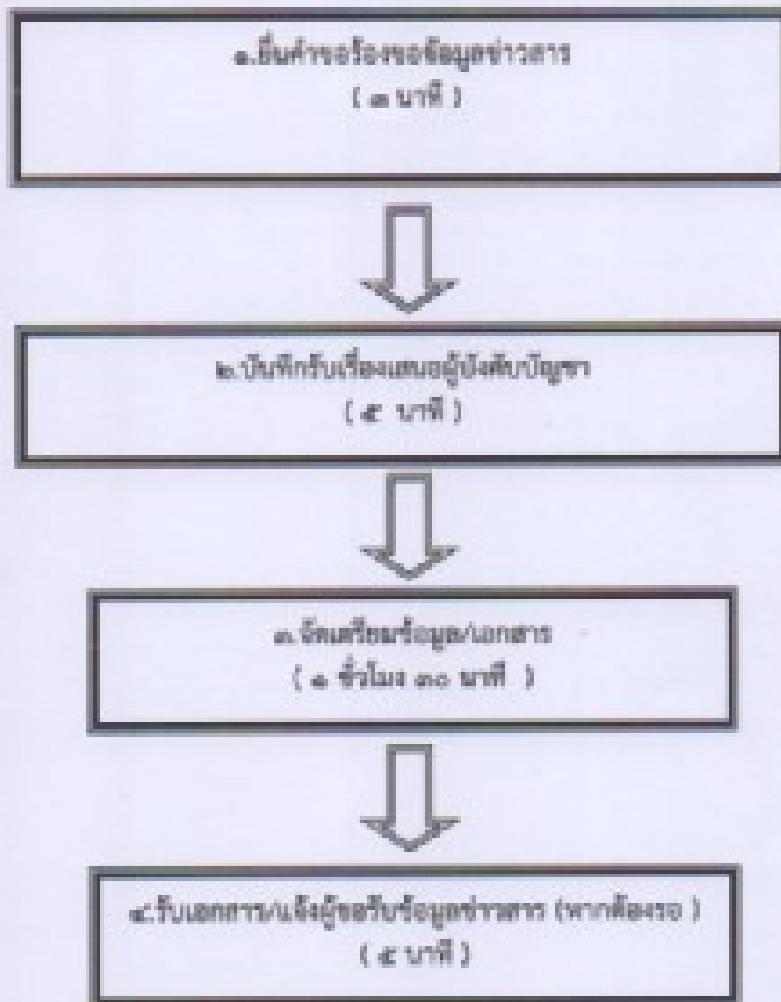 ๑.ยื่นคำขอร้องขอข้อมูลข่าวสาร
( ๓ นาที )
๒.บันทึกรับเรื่องเสนอผู้บังคับบัญชา
( ๕ นาที )
๓.จัดเตรียมข้อมูล/เอกสาร
( ๑ ชั่วโมง ๓๐ นาที )
๔.รับเอกสาร/แจ้งผู้ขอรับข้อมูลข่าวสาร (หากต้องรอ )
( ๕ นาที )